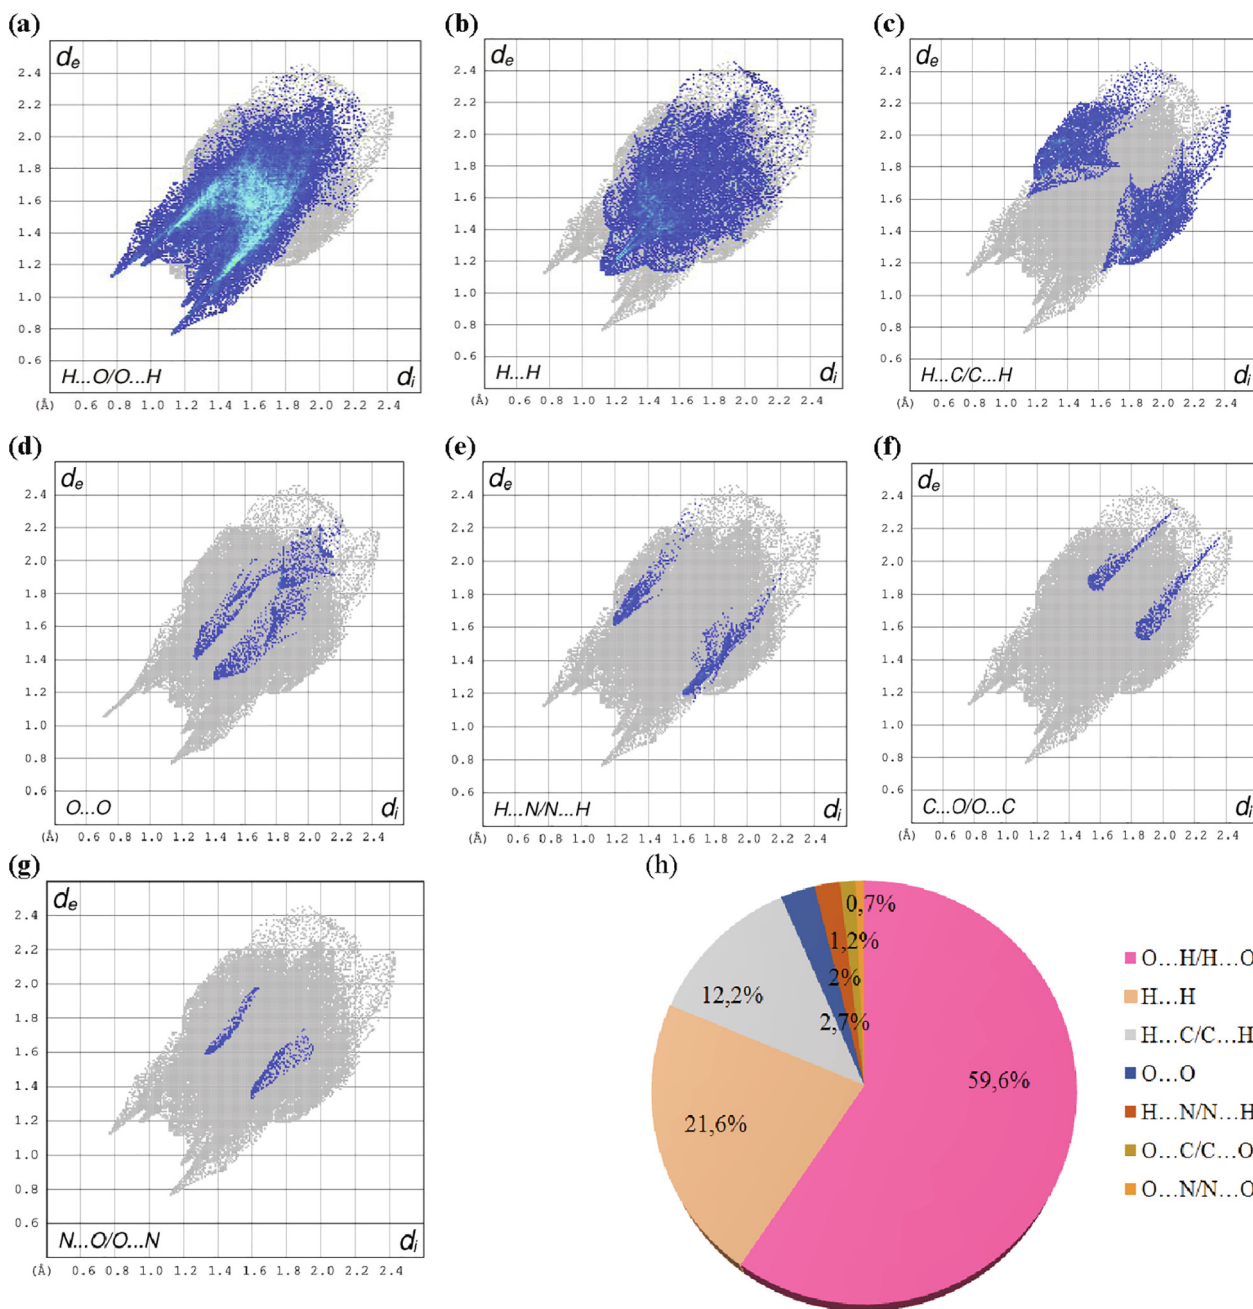 (a)
de
2.4
2.2
2.0
1.8
1.6
1.4
1.2
1.0
0.8
0.6
H...O/O...H
di
(Å) 0.6 0.8 1.0 1.2 1.4 1.6 1.8 2.0 2.2 2.4
(b)
de
2.4
2.2
2.0
1.8
1.6
1.4
1.2
1.0
0.8
0.6
H...H
di
(Å) 0.6 0.8 1.0 1.2 1.4 1.6 1.8 2.0 2.2 2.4
(c)
de
2.4
2.2
2.0
1.8
1.6
1.4
1.2
1.0
0.8
0.6
H...C/C...H
di
(Å) 0.6 0.8 1.0 1.2 1.4 1.6 1.8 2.0 2.2 2.4
(d)
de
2.4
2.2
2.0
1.8
1.6
1.4
1.2
1.0
0.8
0.6
O...O
di
(Å) 0.6 0.8 1.0 1.2 1.4 1.6 1.8 2.0 2.2 2.4
(e)
de
2.4
2.2
2.0
1.8
1.6
1.4
1.2
1.0
0.8
0.6
H...N/N...H
di
(Å) 0.6 0.8 1.0 1.2 1.4 1.6 1.8 2.0 2.2 2.4
(f)
de
2.4
2.2
2.0
1.8
1.6
1.4
1.2
1.0
0.8
0.6
C...O/O...C
di
(Å) 0.6 0.8 1.0 1.2 1.4 1.6 1.8 2.0 2.2 2.4
(g)
de
2.4
2.2
2.0
1.8
1.6
1.4
1.2
1.0
0.8
0.6
N...O/O...N
di
(Å) 0.6 0.8 1.0 1.2 1.4 1.6 1.8 2.0 2.2 2.4
(h)
0,7%
1,2%
2%
2,7%
12,2%
21,6%
59,6%
O...H/H...O
H...H
H...C/C...H
O...O
H...N/N...H
O...C/C...O
O...N/N...O